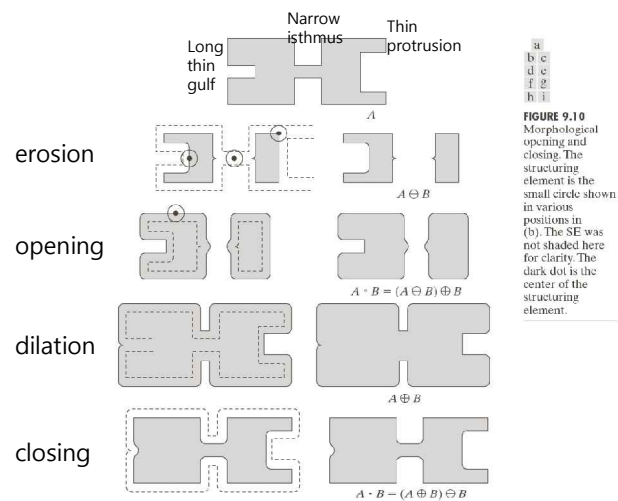 Narrow
isthmus
Thin
protrusion
Long
thin
gulf
A
erosion
A ⊖ B
opening
A ∘ B = (A ⊖ B) ⊕ B
dilation
A ⊕ B
closing
A · B = (A ⊕ B) ⊖ B
a
b c
d e
f g
h i
FIGURE 9.10
Morphological
opening and
closing. The
structuring
element is the
small circle shown
in various
positions in
(b). The SE was
not shaded here
for clarity. The
dark dot is the
center of the
structuring
element.